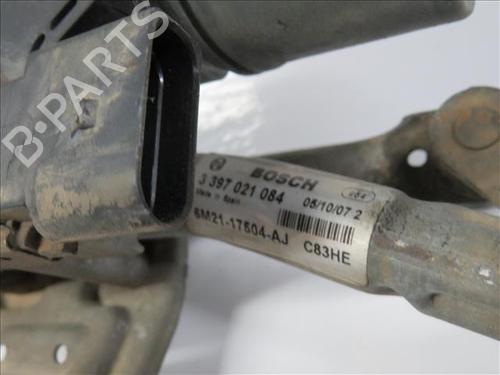 B-PARTS
BOSCH
3 397 021 084
Made in Spain
05/10/07 2
6M21-17504-AJ
C83HE